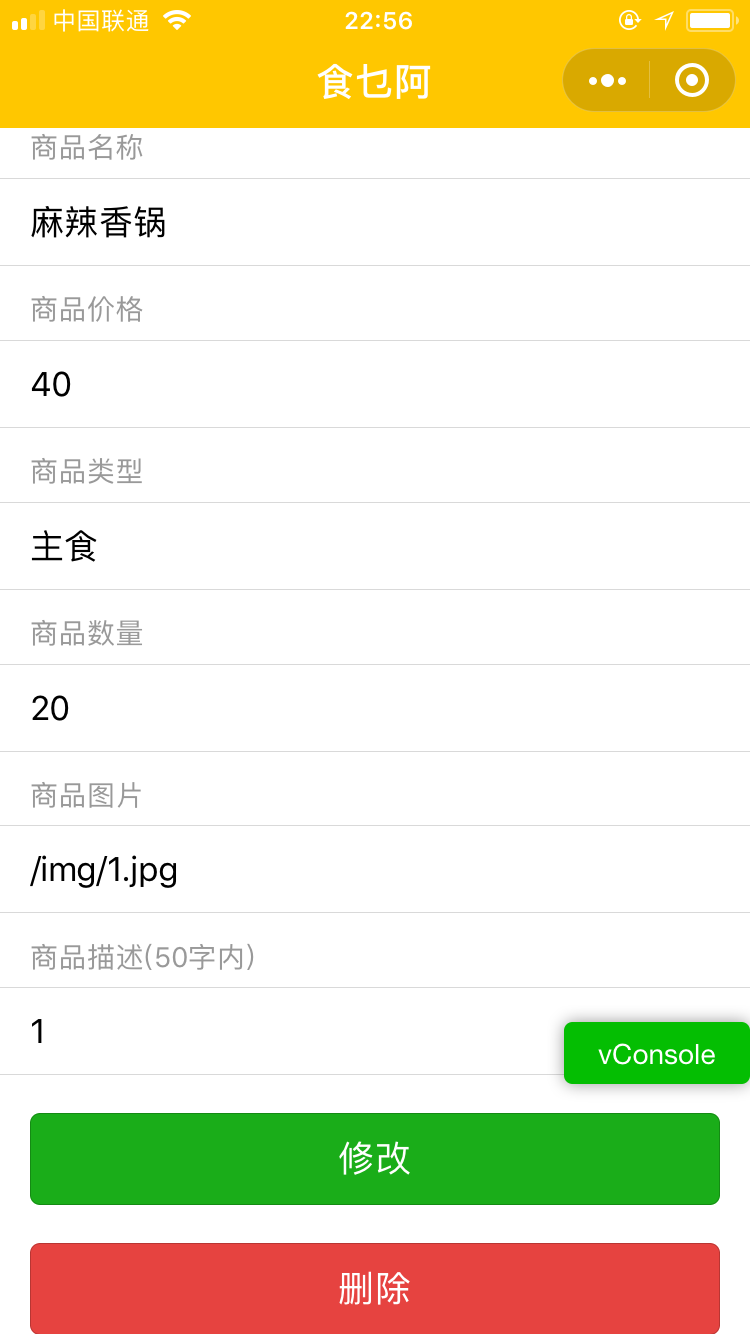 中国联通
22:56
食乜阿
商品名称
麻辣香锅
商品价格
40
商品类型
主食
商品数量
20
商品图片
/img/1.jpg
商品描述(50字内)
1
vConsole
修改
删除